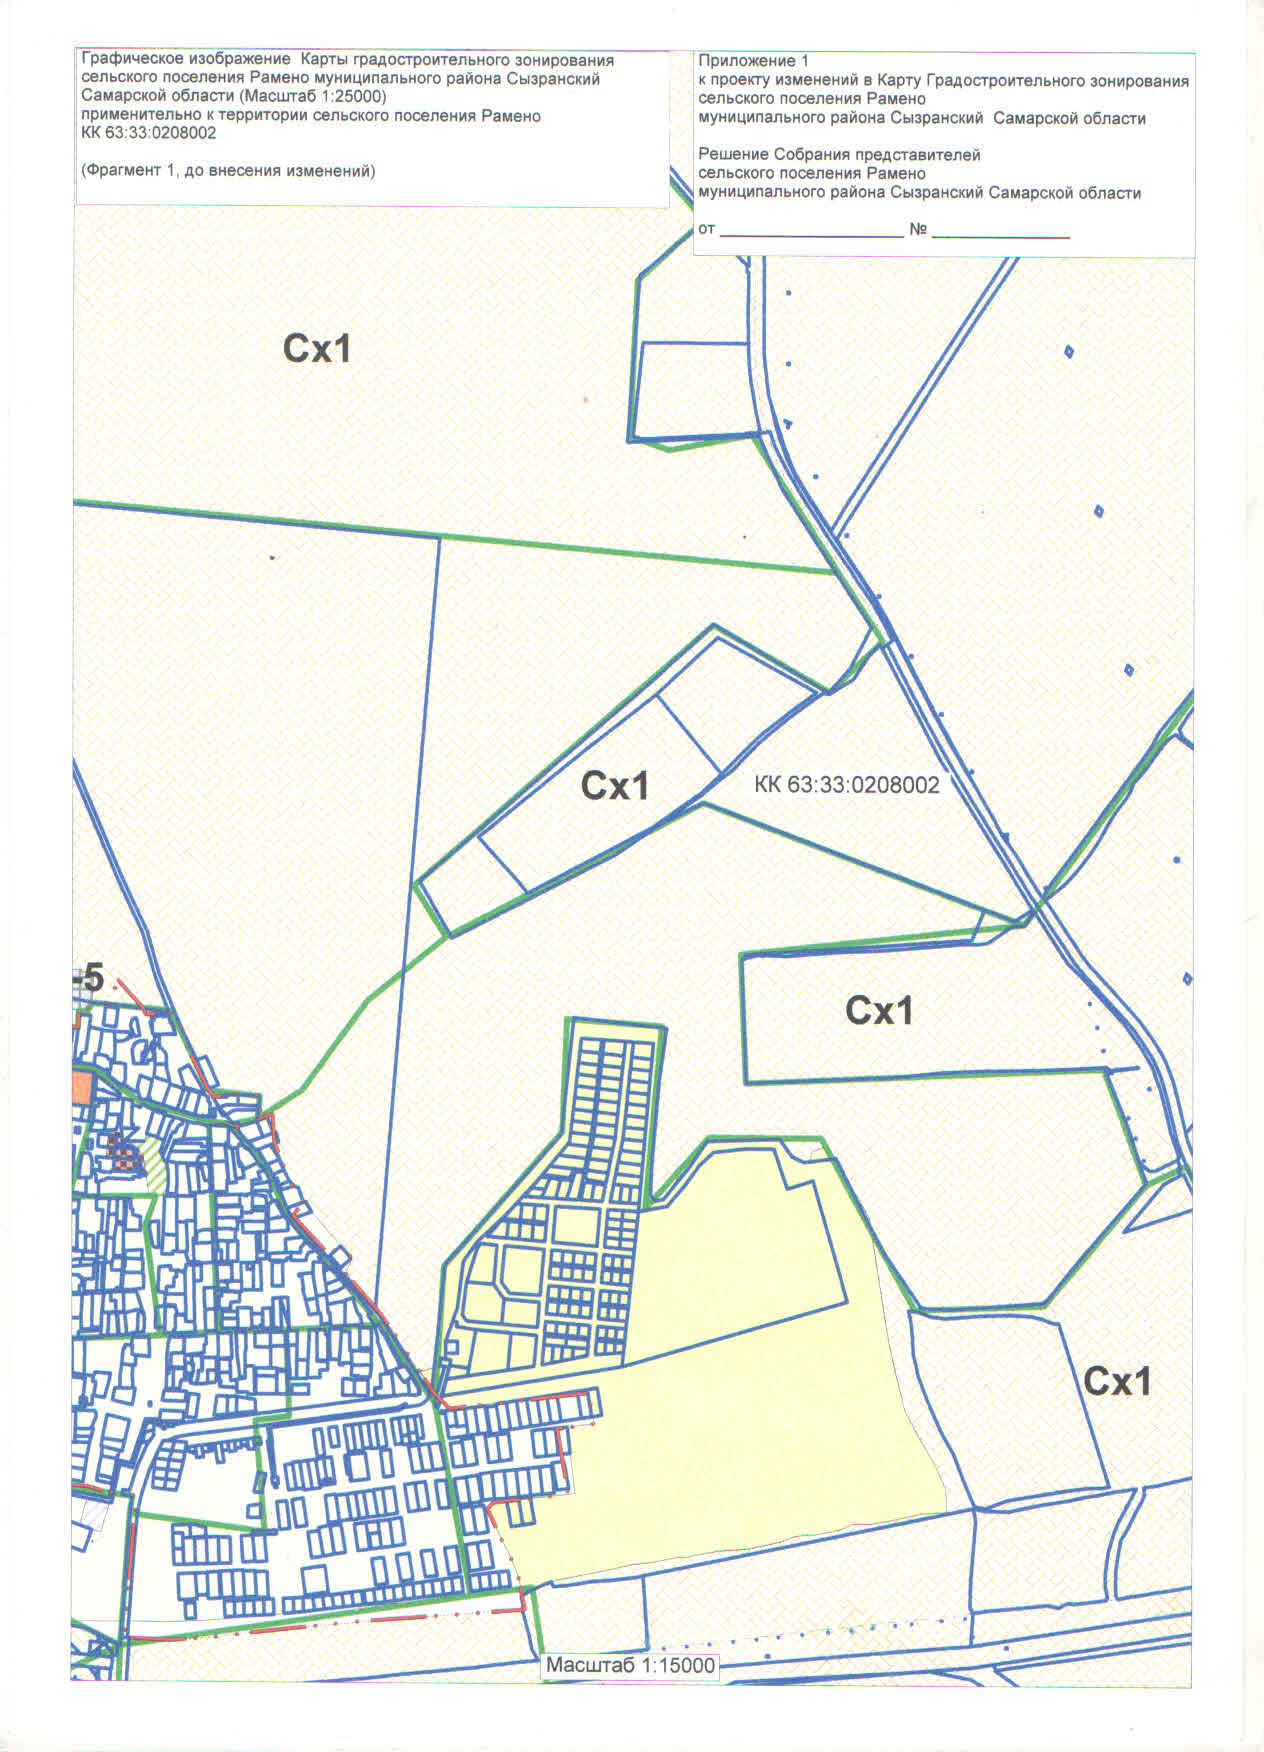 Графическое изображение Карты градостроительного зонирования
сельского поселения Рамено муниципального района Сызранский
Самарской области (Масштаб 1:25000)
применительно к территории сельского поселения Рамено
КК 63:33:0208002
(Фрагмент 1, до внесения изменений)
Приложение 1
к проекту изменений в Карту Градостроительного зонирования
сельского поселения Рамено
муниципального района Сызранский Самарской области
Решение Собрания представителей
сельского поселения Рамено
муниципального района Сызранский Самарской области
от ________________ № ____________
Сх1
Сх1
КК 63:33:0208002
-5
Сх1
Сх1
Масштаб 1:15000